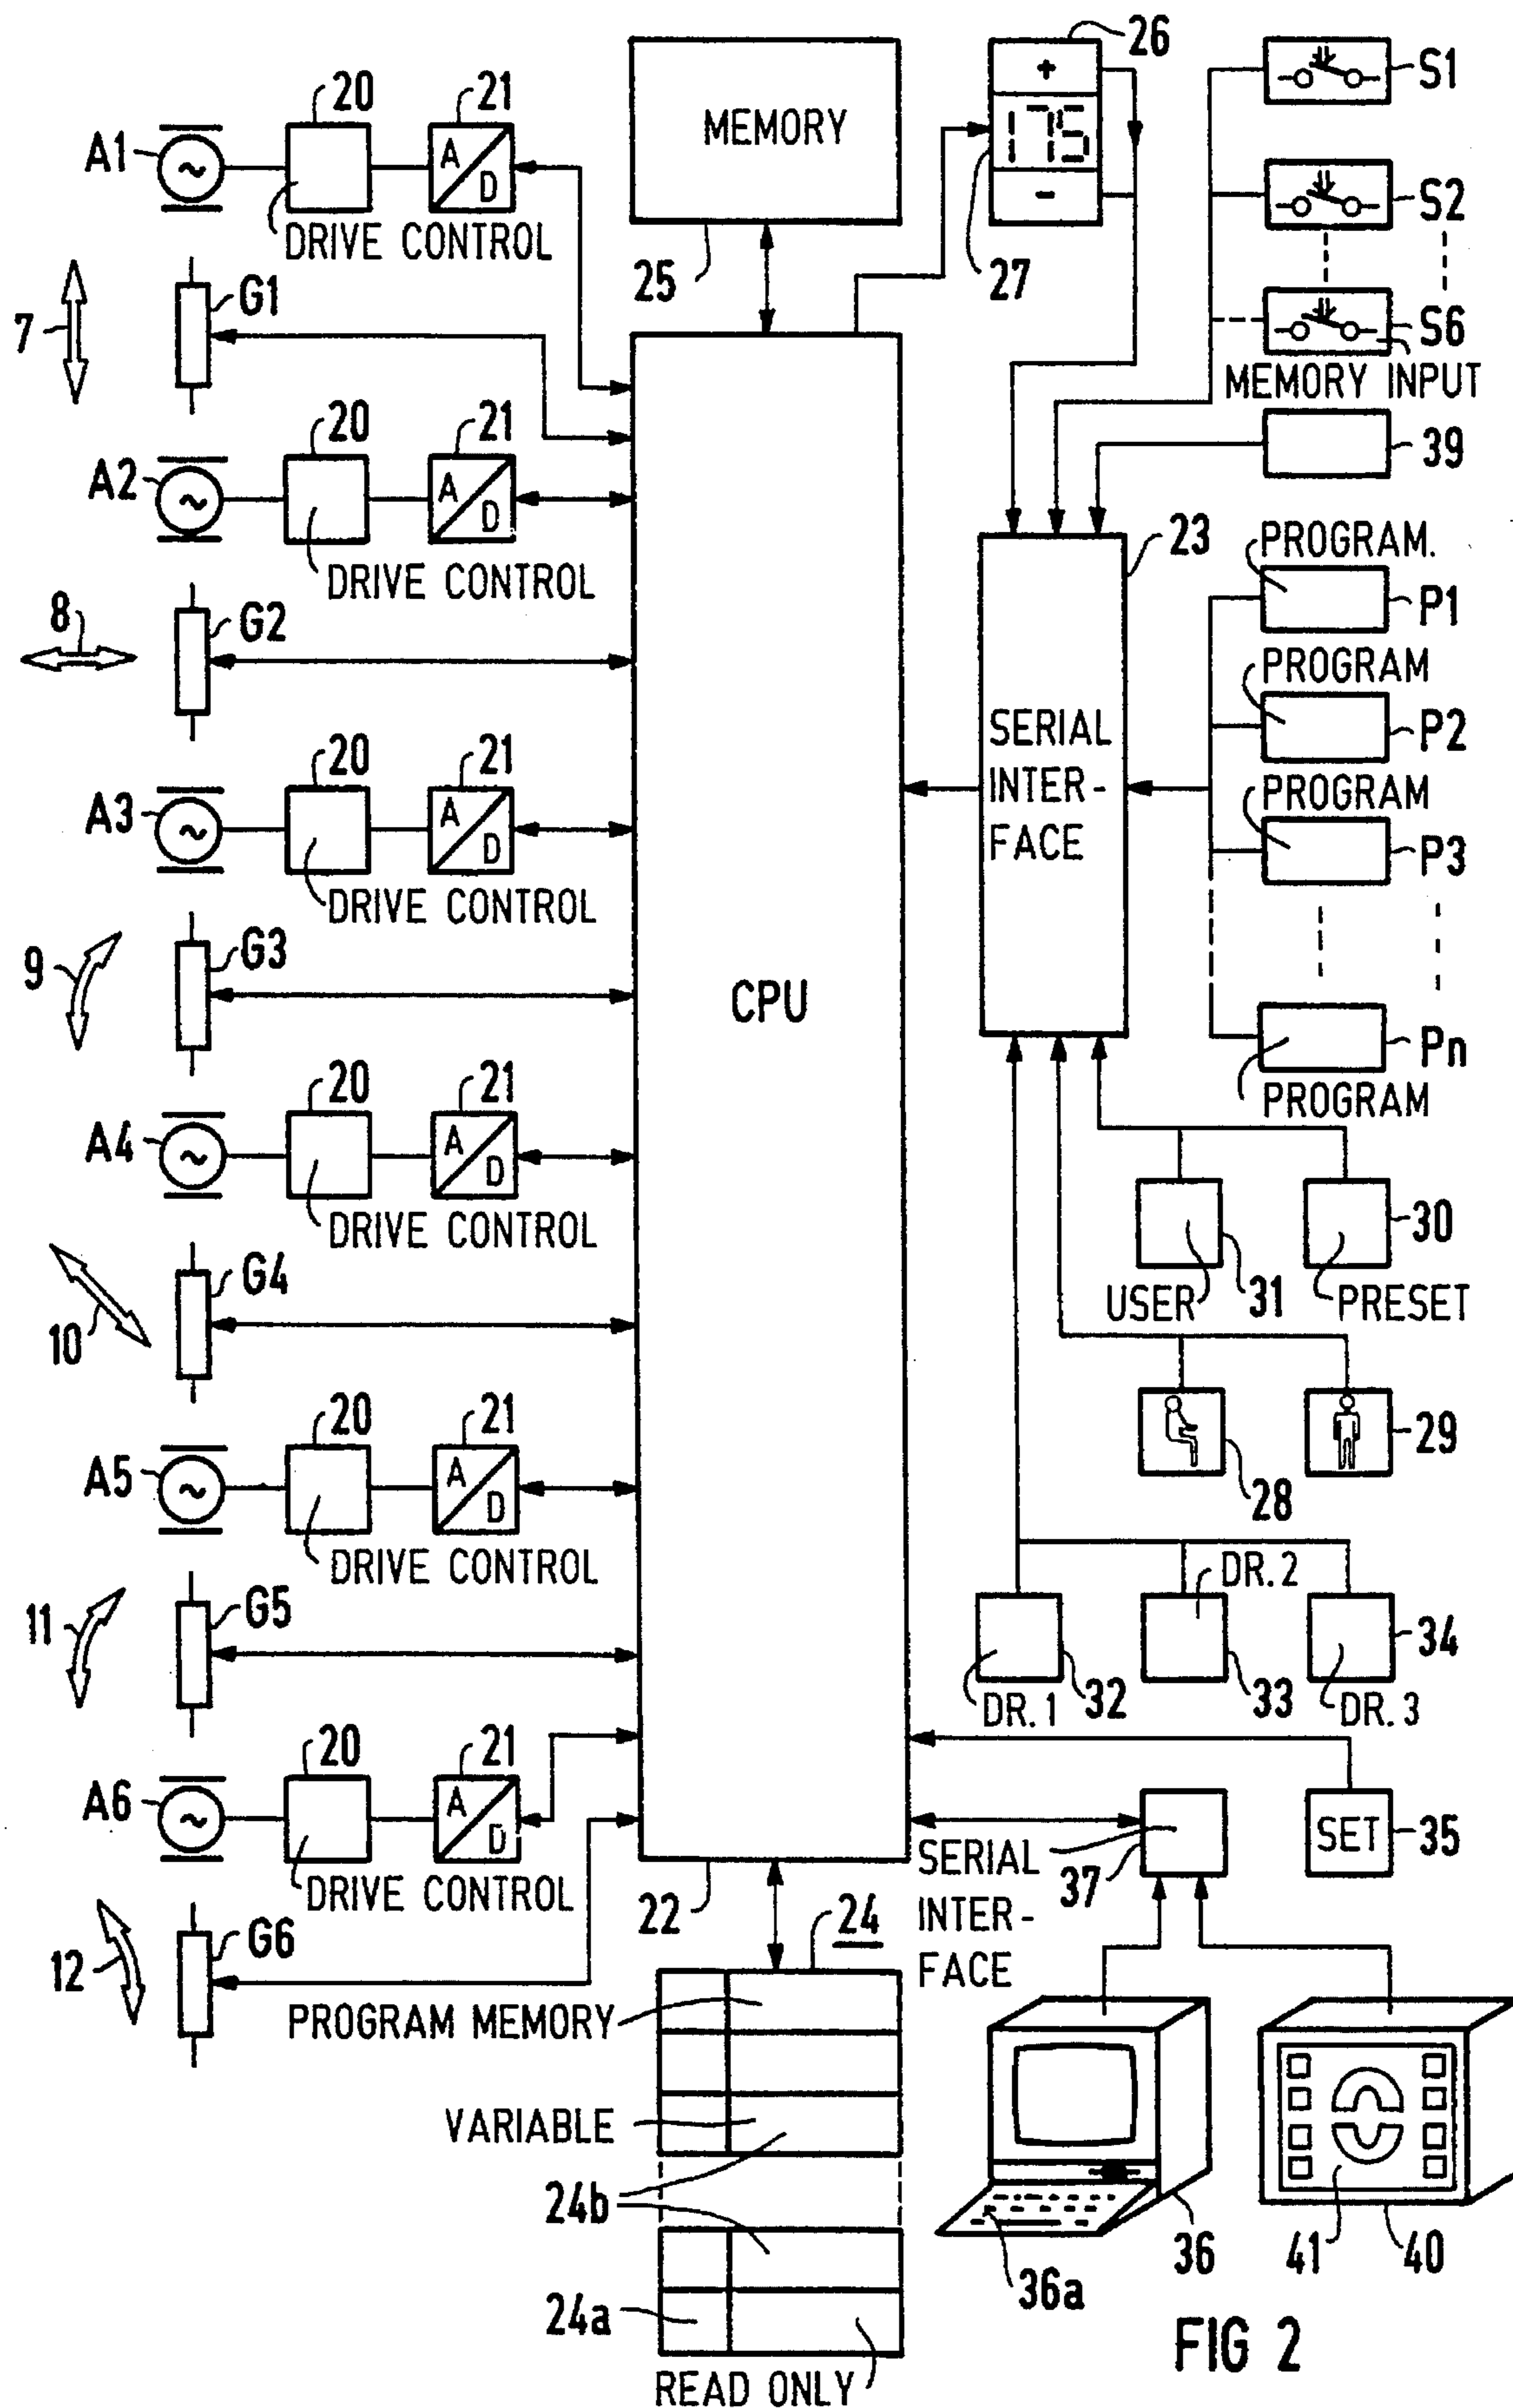 26
20
21
MEMORY
+
S1
A1
A
D
175
DRIVE CONTROL
-
S2
25
27
7
G1
S6
MEMORY INPUT
20
21
39
A2
A
D
23
PROGRAM.
DRIVE CONTROL
P1
8
G2
PROGRAM
P2
SERIAL
INTER-
FACE
20
21
PROGRAM
A3
A
D
P3
DRIVE CONTROL
9
G3
CPU
Pn
PROGRAM
20
21
A4
A
D
DRIVE CONTROL
30
10
G4
USER
31
PRESET
20
21
29
28
A5
A
D
DRIVE CONTROL
DR. 2
11
G5
34
32
33
DR. 1
DR. 3
20
21
A6
A
D
SET
35
SERIAL
INTER-
FACE
37
DRIVE CONTROL
22
24
12
G6
PROGRAM MEMORY
VARIABLE
24b
36
41
40
36a
24a
FIG 2
READ ONLY